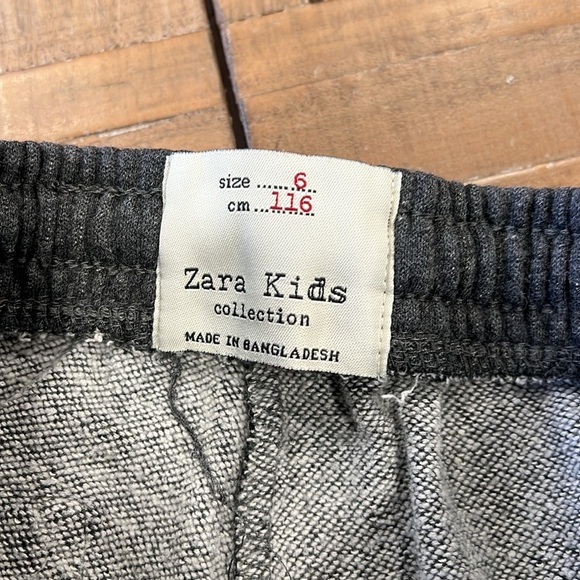 size ...... 6
cm ...... 116
Zara Kids
collection
MADE IN BANGLADESH